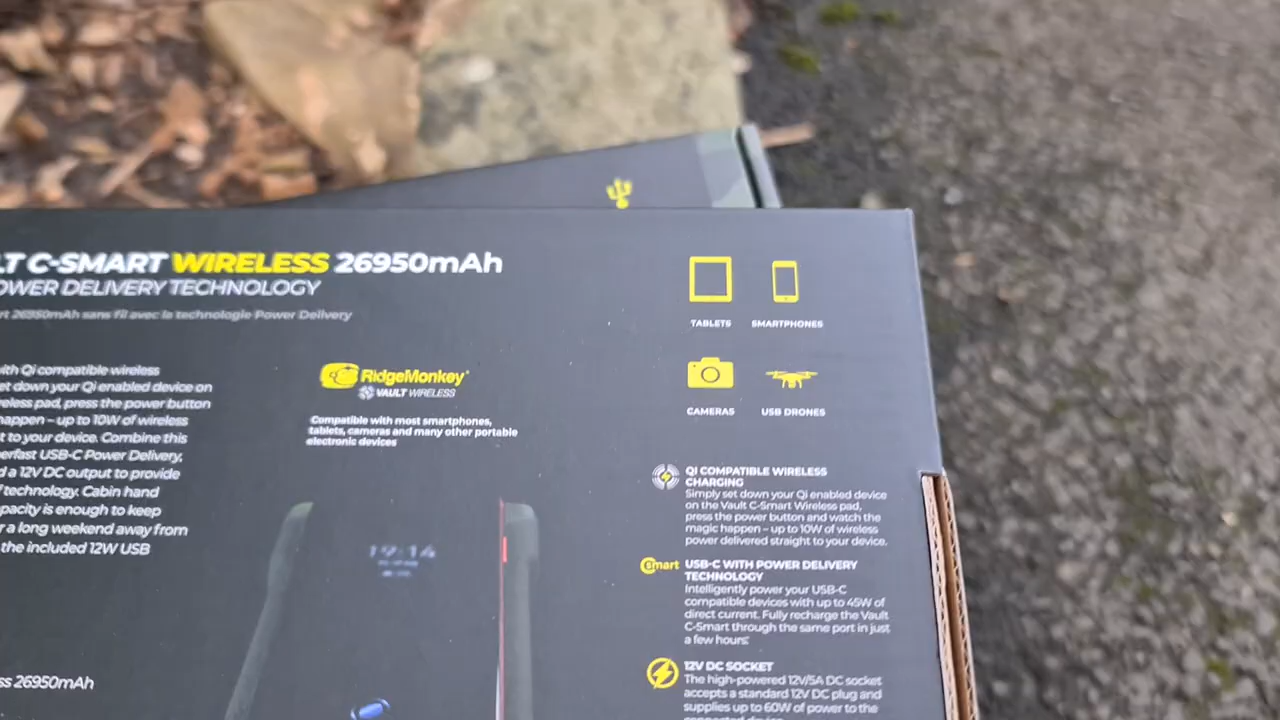 LT C-SMART WIRELESS 26950mAh
OWER DELIVERY TECHNOLOGY
rt 26950mAh sans fil avec la technologie Power Delivery
TABLETS
SMARTPHONES
CAMERAS
USB DRONES
ith Qi compatible wireless
et down your Qi enabled device on
eless pad, press the power button
happen – up to 10W of wireless
t to your device. Combine this
erfast USB-C Power Delivery,
d a 12V DC output to provide
f technology. Cabin hand
pacity is enough to keep
r a long weekend away from
the included 12W USB
RidgeMonkey
VAULT WIRELESS
Compatible with most smartphones,
tablets, cameras and many other portable
electronic devices
19:14
QI COMPATIBLE WIRELESS
CHARGING
Simply set down your Qi enabled device
on the Vault C-Smart Wireless pad,
press the power button and watch the
magic happen – up to 10W of wireless
power delivered straight to your device.
Smart
USB-C WITH POWER DELIVERY
TECHNOLOGY
Intelligently power your USB-C
compatible devices with up to 45W of
direct current. Fully recharge the Vault
C-Smart through the same port in just
a few hours
12V DC SOCKET
The high-powered 12V/5A DC socket
accepts a standard 12V DC plug and
supplies up to 60W of power to the
ss 26950mAh